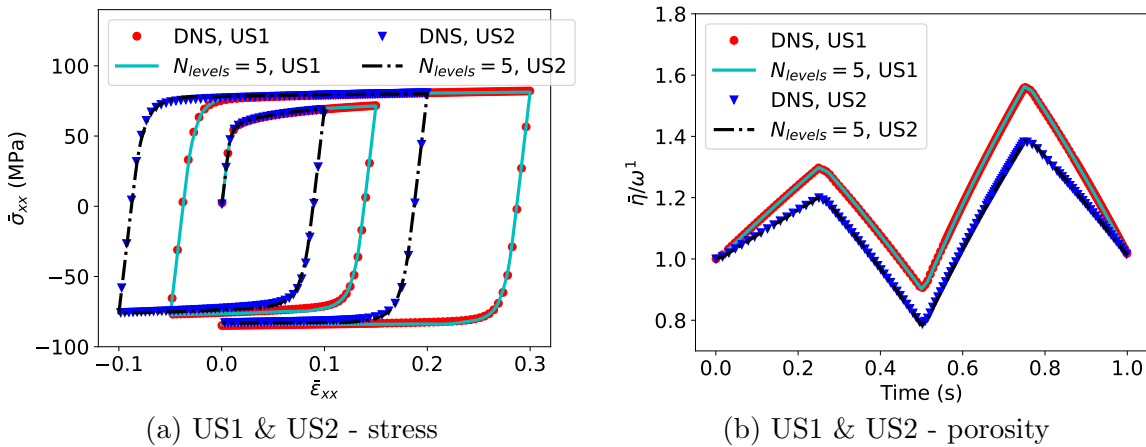 DNS, US1
DNS, US2
N_levels = 5, US1
N_levels = 5, US2
100
50
0
−50
−100
σ̄xx (MPa)
−0.1
0.0
0.1
0.2
0.3
ε̄xx
(a) US1 & US2 - stress
DNS, US1
N_levels = 5, US1
DNS, US2
N_levels = 5, US2
1.8
1.6
1.4
1.2
1.0
0.8
η̄/ω¹
0.0
0.2
0.4
0.6
0.8
1.0
Time (s)
(b) US1 & US2 - porosity